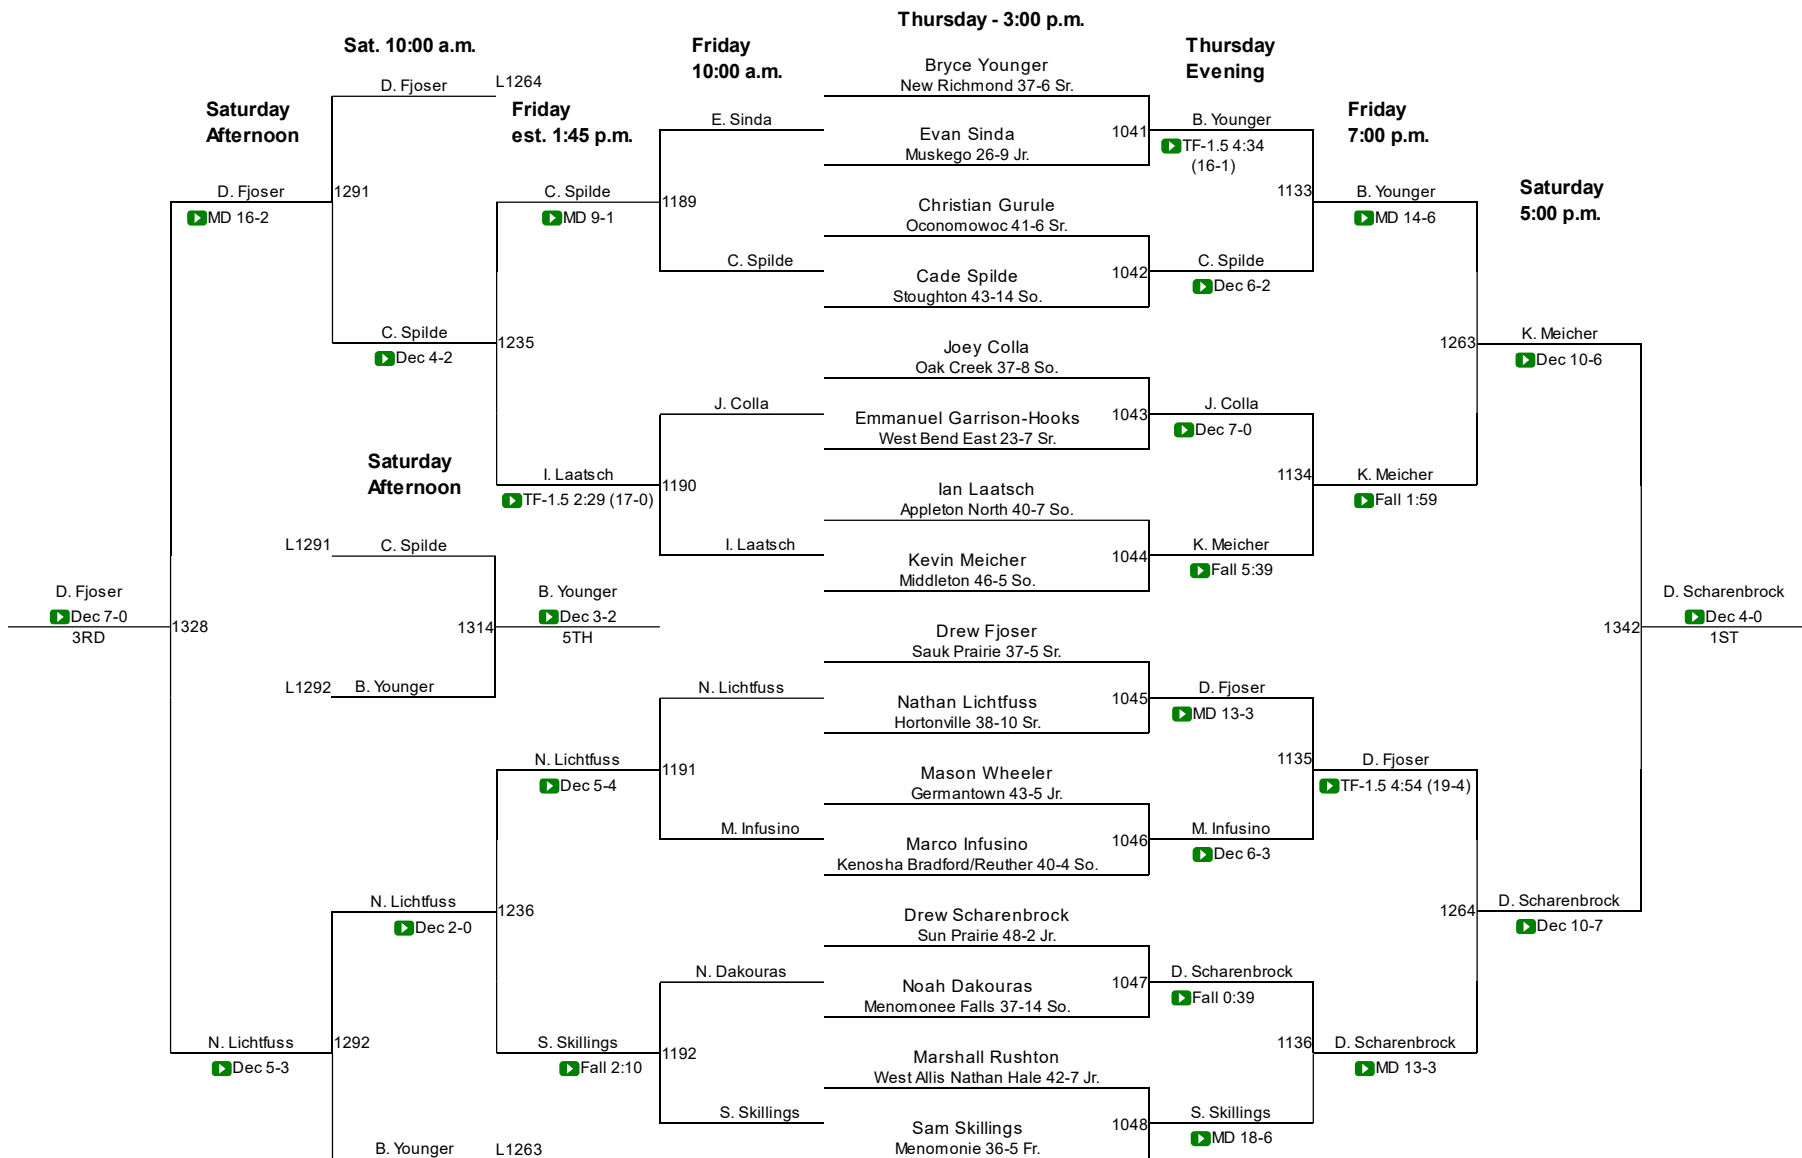 Thursday - 3:00 p.m.
Sat. 10:00 a.m.
Friday
10:00 a.m.
Thursday
Evening
Bryce Younger
New Richmond 37-6 Sr.
D. Fjoser
L1264
Saturday
Afternoon
Friday
est. 1:45 p.m.
Friday
7:00 p.m.
E. Sinda
Evan Sinda
Muskego 26-9 Jr.
1041
B. Younger
TF-1.5 4:34
(16-1)
D. Fjoser
MD 16-2
1291
C. Spilde
MD 9-1
1189
Christian Gurule
Oconomowoc 41-6 Sr.
1133
B. Younger
MD 14-6
Saturday
5:00 p.m.
C. Spilde
Cade Spilde
Stoughton 43-14 So.
1042
C. Spilde
Dec 6-2
C. Spilde
Dec 4-2
1235
Joey Colla
Oak Creek 37-8 So.
1263
K. Meicher
Dec 10-6
J. Colla
Emmanuel Garrison-Hooks
West Bend East 23-7 Sr.
1043
J. Colla
Dec 7-0
Saturday
Afternoon
I. Laatsch
TF-1.5 2:29 (17-0)
1190
Ian Laatsch
Appleton North 40-7 So.
1134
K. Meicher
Fall 1:59
L1291
C. Spilde
I. Laatsch
Kevin Meicher
Middleton 46-5 So.
1044
K. Meicher
Fall 5:39
D. Fjoser
Dec 7-0
3RD
1328
1314
B. Younger
Dec 3-2
5TH
Drew Fjoser
Sauk Prairie 37-5 Sr.
1342
D. Scharenbrock
Dec 4-0
1ST
L1292
B. Younger
N. Lichtfuss
Nathan Lichtfuss
Hortonville 38-10 Sr.
1045
D. Fjoser
MD 13-3
N. Lichtfuss
Dec 5-4
1191
Mason Wheeler
Germantown 43-5 Jr.
1135
D. Fjoser
TF-1.5 4:54 (19-4)
M. Infusino
Marco Infusino
Kenosha Bradford/Reuther 40-4 So.
1046
M. Infusino
Dec 6-3
N. Lichtfuss
Dec 2-0
1236
Drew Scharenbrock
Sun Prairie 48-2 Jr.
1264
D. Scharenbrock
Dec 10-7
N. Dakouras
Noah Dakouras
Menomonee Falls 37-14 So.
1047
D. Scharenbrock
Fall 0:39
N. Lichtfuss
Dec 5-3
1292
S. Skillings
Fall 2:10
1192
Marshall Rushton
West Allis Nathan Hale 42-7 Jr.
1136
D. Scharenbrock
MD 13-3
S. Skillings
Sam Skillings
Menomonie 36-5 Fr.
1048
S. Skillings
MD 18-6
B. Younger
L1263